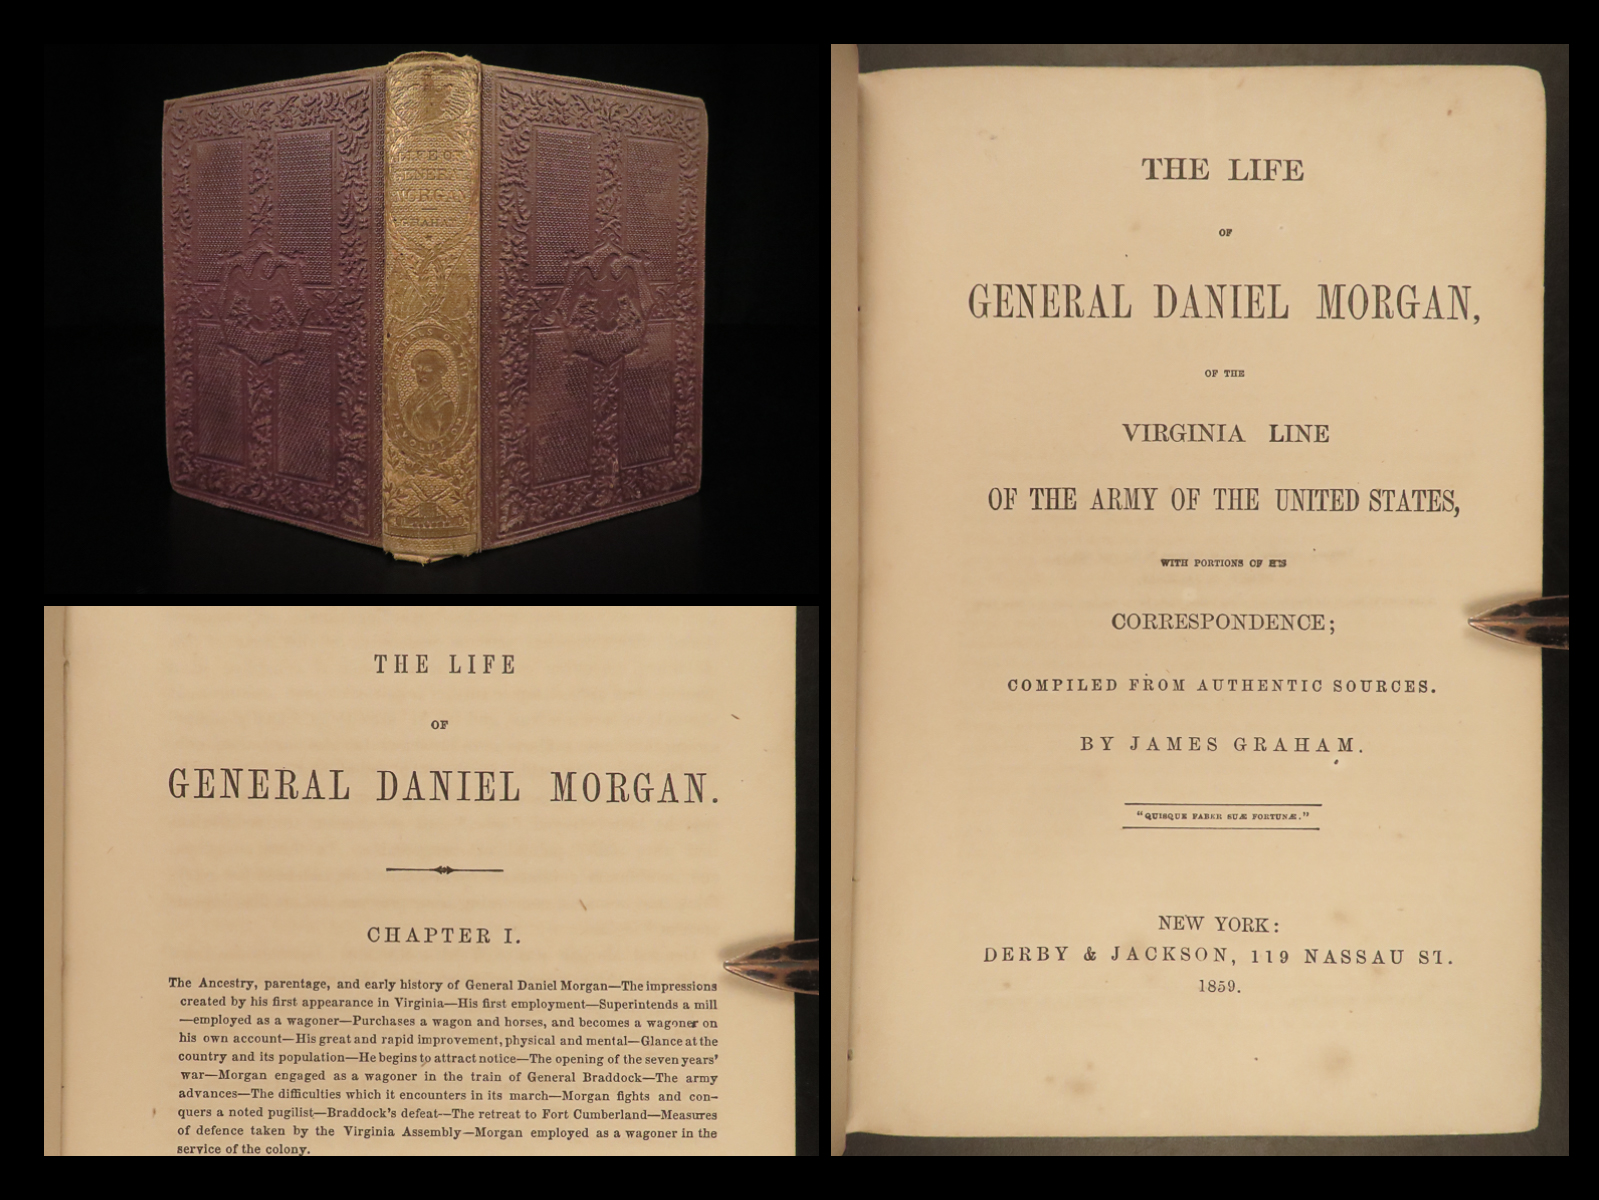 LIFE OF
GENERAL
MORGAN
GRAHAM
REVOLUTION
THE LIFE
OF
GENERAL DANIEL MORGAN.
CHAPTER I.
The Ancestry, parentage, and early history of General Daniel Morgan—The impressions
created by his first appearance in Virginia—His first employment—Superintends a mill
—employed as a wagoner—Purchases a wagon and horses, and becomes a wagoner on
his own account—His great and rapid improvement, physical and mental—Glance at the
country and its population—He begins to attract notice—The opening of the seven years'
war—Morgan engaged as a wagoner in the train of General Braddock—The army
advances—The difficulties which it encounters in its march—Morgan fights and con-
quers a noted pugilist—Braddock's defeat—The retreat to Fort Cumberland—Measures
of defence taken by the Virginia Assembly—Morgan employed as a wagoner in the
service of the colony.
THE LIFE
OF
GENERAL DANIEL MORGAN,
OF THE
VIRGINIA LINE
OF THE ARMY OF THE UNITED STATES,
WITH PORTIONS OF HIS
CORRESPONDENCE;
COMPILED FROM AUTHENTIC SOURCES.
BY JAMES GRAHAM.
"QUISQUE FABER SUÆ FORTUNÆ."
NEW YORK:
DERBY & JACKSON, 119 NASSAU ST.
1859.